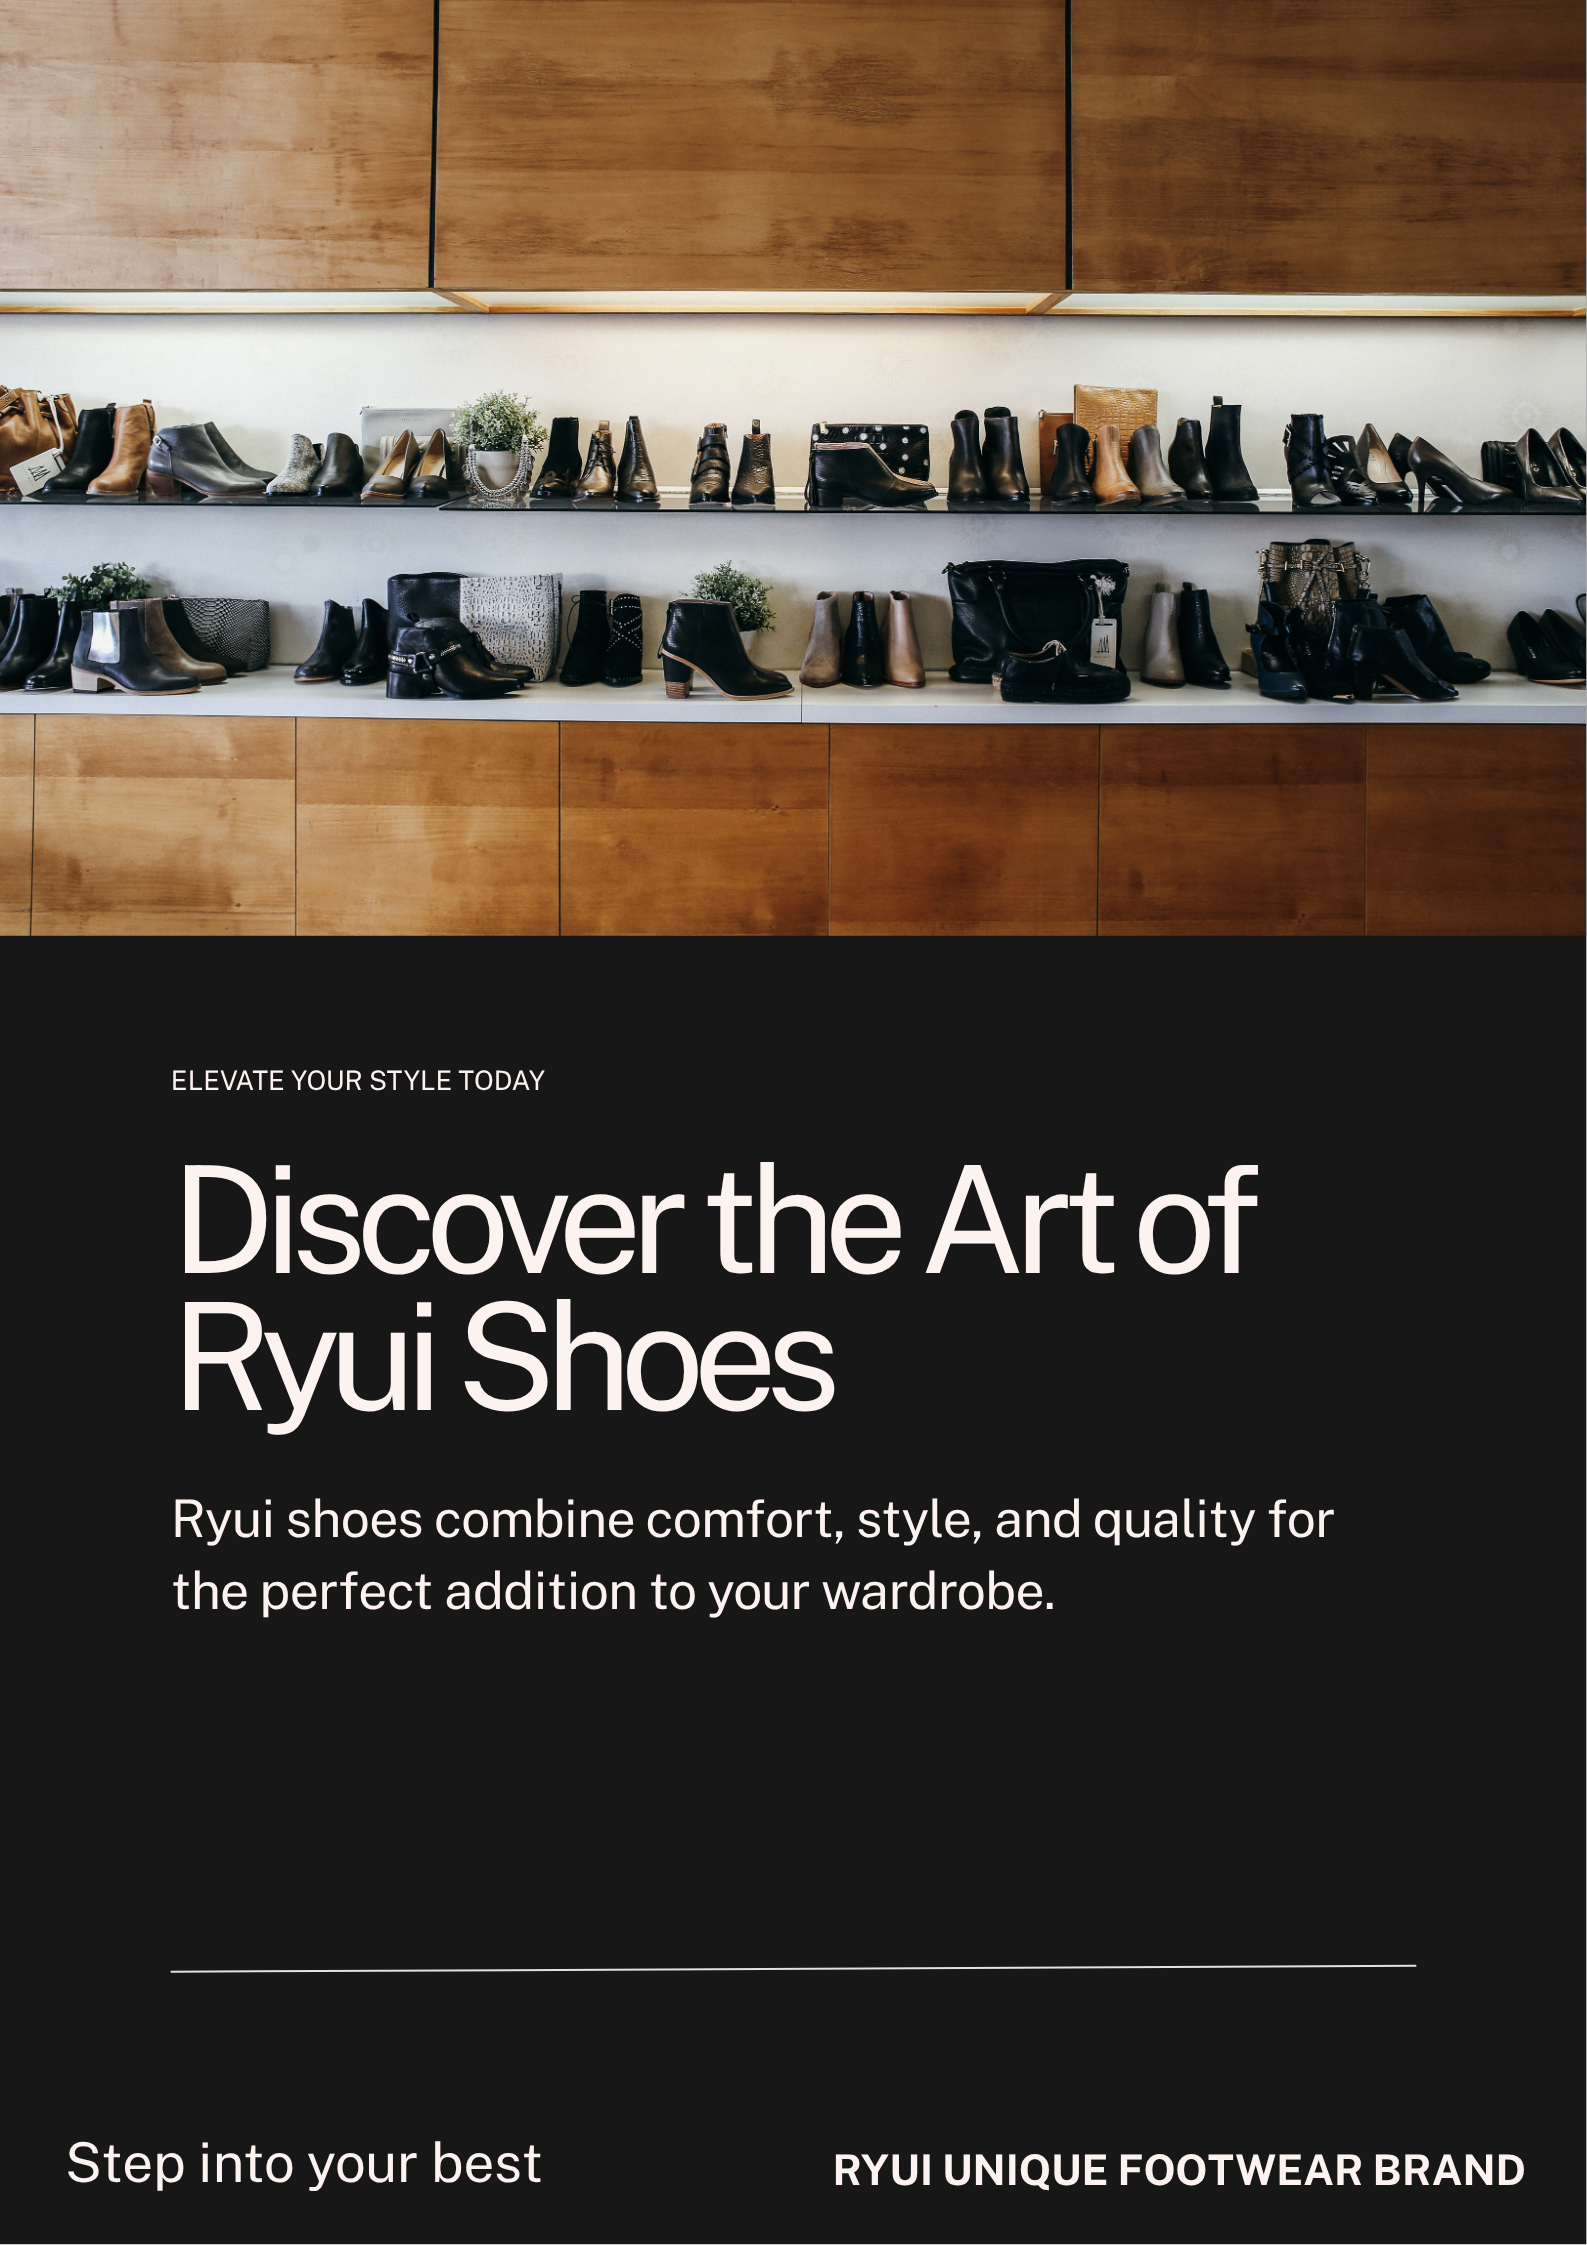 ELEVATE YOUR STYLE TODAY
Discover the Art of
Ryui Shoes
Ryui shoes combine comfort, style, and quality for
the perfect addition to your wardrobe.
Step into your best
RYUI UNIQUE FOOTWEAR BRAND